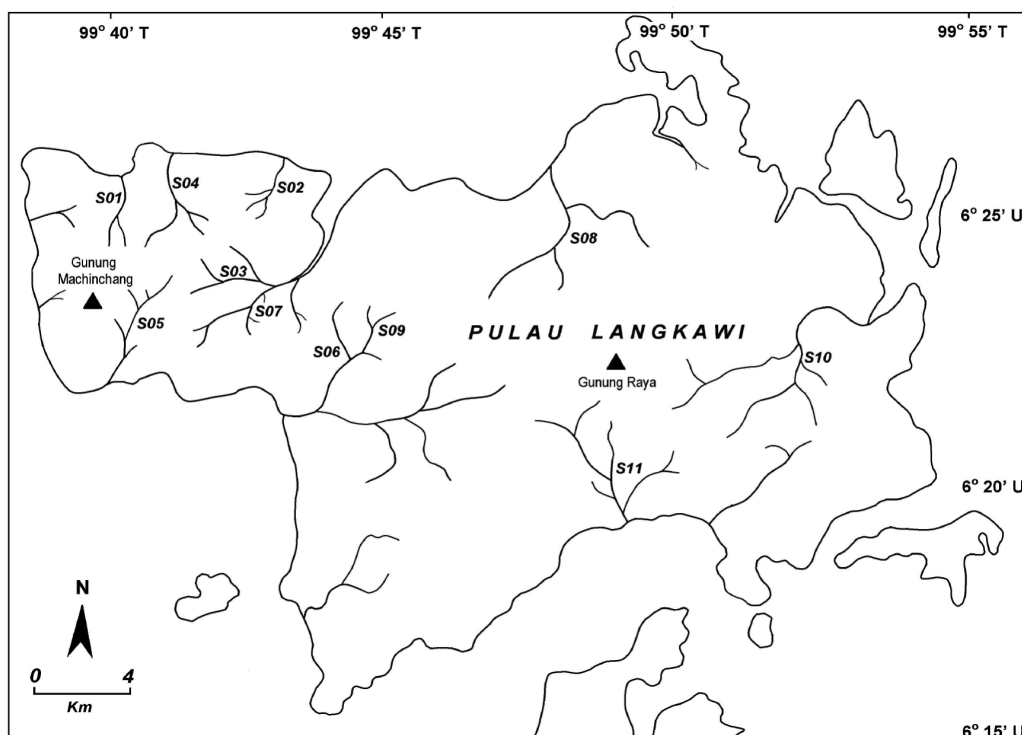 99° 40' T
99° 45' T
99° 50' T
99° 55' T
S01
S04
S02
6° 25' U
S08
Gunung
Machinchang
S03
S05
S07
S06
S09
PULAU LANGKAWI
Gunung Raya
S10
S11
6° 20' U
N
0 4
Km
6° 15' U